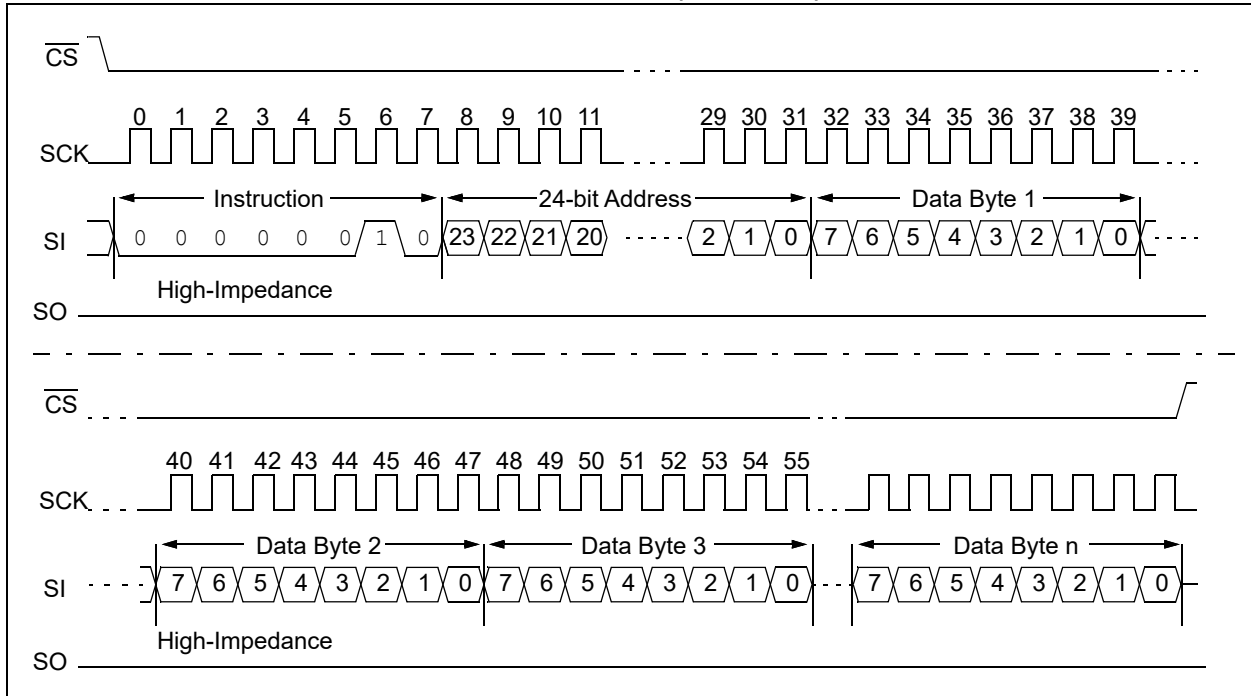 CS
0 1 2 3 4 5 6 7 8 9 10 11 29 30 31 32 33 34 35 36 37 38 39
SCK
Instruction 24-bit Address Data Byte 1
SI 0 0 0 0 0 0 1 0 23 22 21 20 2 1 0 7 6 5 4 3 2 1 0
High-Impedance
SO
CS
40 41 42 43 44 45 46 47 48 49 50 51 52 53 54 55
SCK
Data Byte 2 Data Byte 3 Data Byte n
SI 7 6 5 4 3 2 1 0 7 6 5 4 3 2 1 0 7 6 5 4 3 2 1 0
High-Impedance
SO